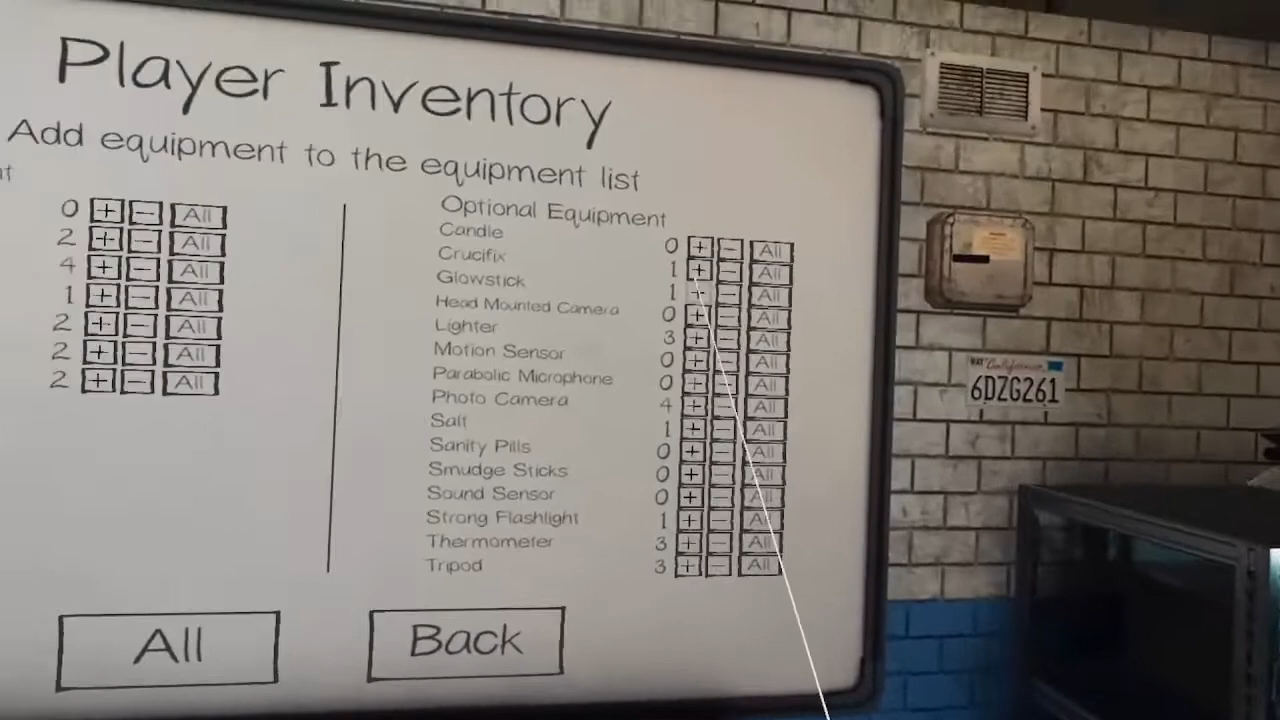 Player Inventory
Add equipment to the equipment list
nt
0 + - All
2 + - All
4 + - All
1 + - All
2 + - All
2 + - All
2 + - All
Optional Equipment
Candle 0 + - All
Crucifix 1 + - All
Glowstick 1 + - All
Head Mounted Camera 0 + - All
Lighter 3 + - All
Motion Sensor 0 + - All
Parabolic Microphone 0 + - All
Photo Camera 4 + - All
Salt 1 + - All
Sanity Pills 0 + - All
Smudge Sticks 0 + - All
Sound Sensor 0 + - All
Strong Flashlight 1 + - All
Thermometer 3 + - All
Tripod 3 + - All
All
Back
MAY California
6DZG261